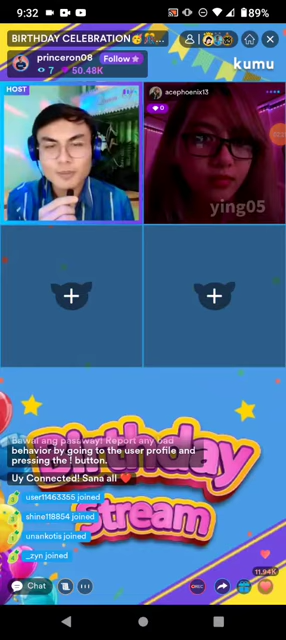 9:32
89%
BIRTHDAY CELEBRATION🥳🎊...
princeron08
Follow
7 50.48K
kumu
HOST
acephoenix13
0
ying05
Bawal ang pasaway! Report any bad
behavior by going to the user profile and
pressing the ! button.
Uy Connected! Sana all ❤️
Birthday
Stream
user11463355 joined
shine118854 joined
unankotis joined
_zyn joined
11.94K
Chat